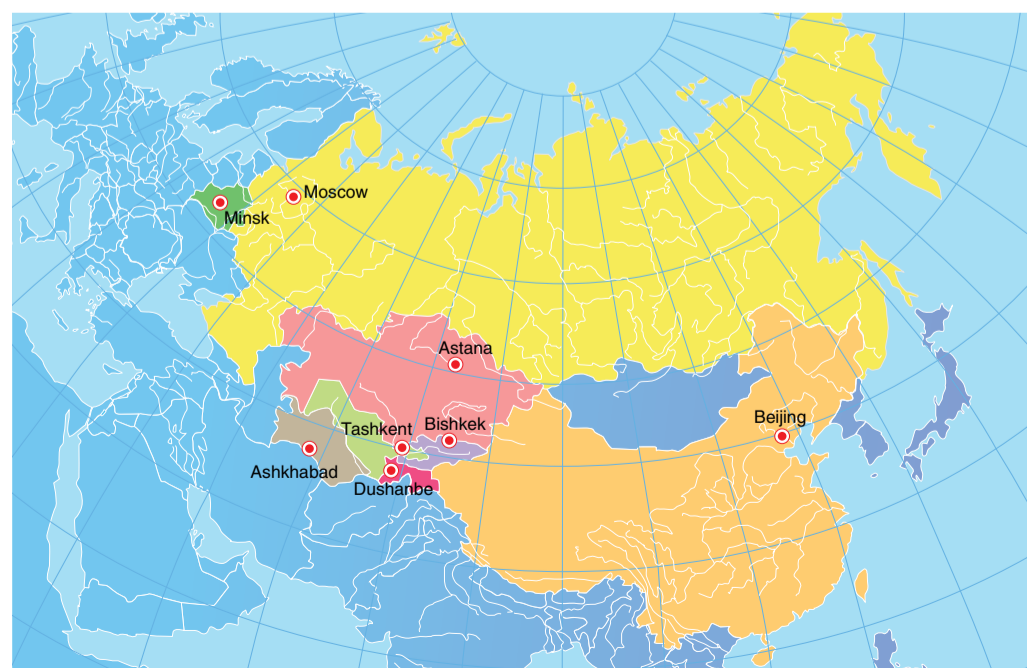 Moscow
Minsk
Astana
Beijing
Tashkent
Bishkek
Ashkhabad
Dushanbe